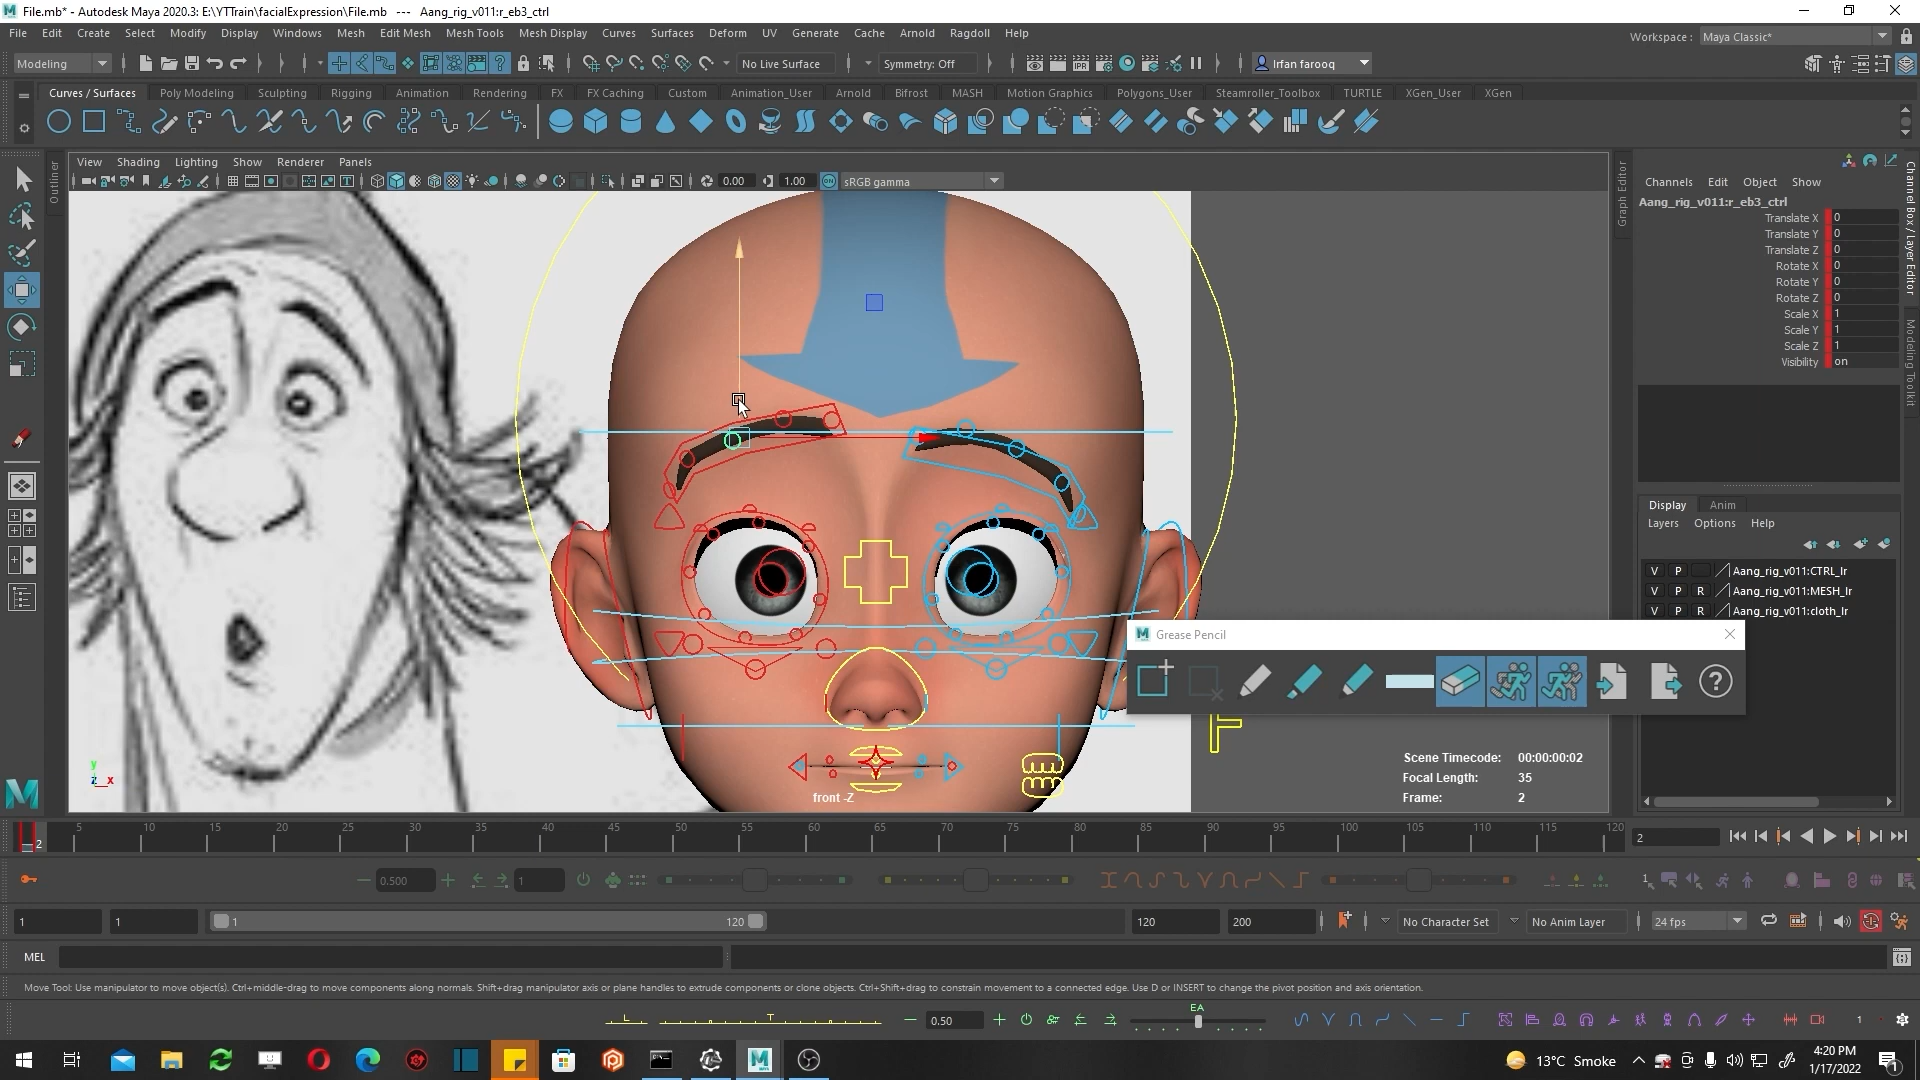 File.mb* - Autodesk Maya 2020.3: E:\YTTrain\facialExpression\File.mb   ---   Aang_rig_v011:r_eb3_ctrl
File Edit Create Select Modify Display Windows Mesh Edit Mesh Mesh Tools Mesh Display Curves Surfaces Deform UV Generate Cache Arnold Ragdoll Help
Workspace : Maya Classic*
Modeling No Live Surface Symmetry: Off Irfan farooq
Curves / Surfaces Poly Modeling Sculpting Rigging Animation Rendering FX FX Caching Custom Animation_User Arnold Bifrost MASH Motion Graphics Polygons_User Steamroller_Toolbox TURTLE XGen_User XGen
View Shading Lighting Show Renderer Panels
0.00 1.00 sRGB gamma
Outliner
Graph Editor
Channels Edit Object Show
Aang_rig_v011:r_eb3_ctrl
Translate X 0
Translate Y 0
Translate Z 0
Rotate X 0
Rotate Y 0
Rotate Z 0
Scale X 1
Scale Y 1
Scale Z 1
Visibility on
Channel Box / Layer Editor
Modeling Toolkit
Display Anim
Layers Options Help
V P Aang_rig_v011:CTRL_lr
V P R Aang_rig_v011:MESH_lr
V P R Aang_rig_v011:cloth_lr
Grease Pencil
Scene Timecode: 00:00:00:02
Focal Length: 35
Frame: 2
front -Z
y
z x
5 10 15 20 25 30 35 40 45 50 55 60 65 70 75 80 85 90 95 100 105 110 115 120
2
2
0.500 1
1 1 1 120 120 200 No Character Set No Anim Layer 24 fps
MEL
Move Tool: Use manipulator to move object(s). Ctrl+middle-drag to move components along normals. Shift+drag manipulator axis or plane handles to extrude components or clone objects. Ctrl+Shift+drag to constrain movement to a connected edge. Use D or INSERT to change the pivot position and axis orientation.
L T 0.50 EA 1
13°C Smoke
4:20 PM
1/17/2022